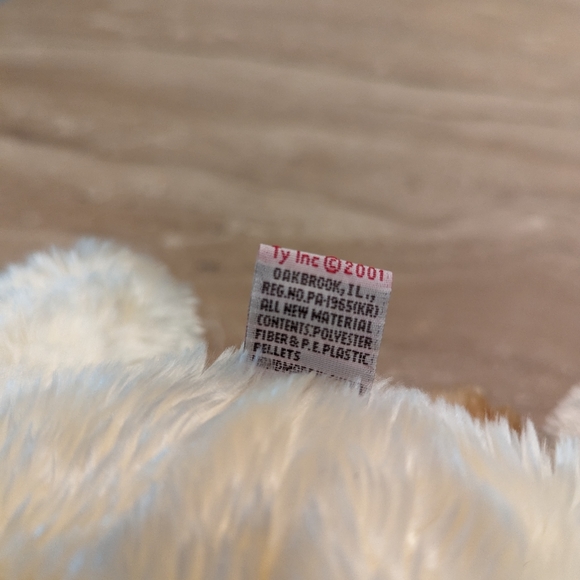 Ty Inc © 2001
OAKBROOK, IL.,
REG.NO.PA-1965(KR)
ALL NEW MATERIAL
CONTENTS:POLYESTER
FIBER & P.E.PLASTIC
PELLETS